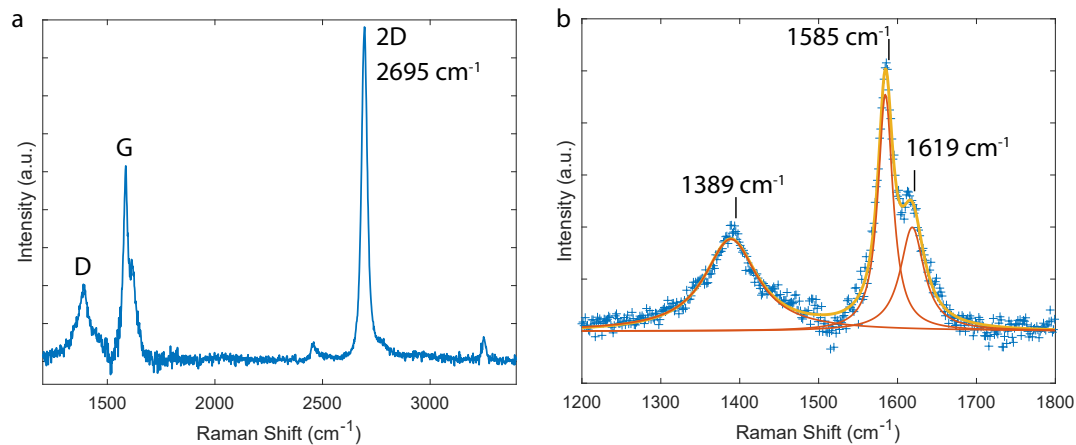 a
2D
2695 cm⁻¹
G
D
Intensity (a.u.)
1500 2000 2500 3000
Raman Shift (cm⁻¹)
b
1585 cm⁻¹
1619 cm⁻¹
1389 cm⁻¹
Intensity (a.u.)
1200 1300 1400 1500 1600 1700 1800
Raman Shift (cm⁻¹)